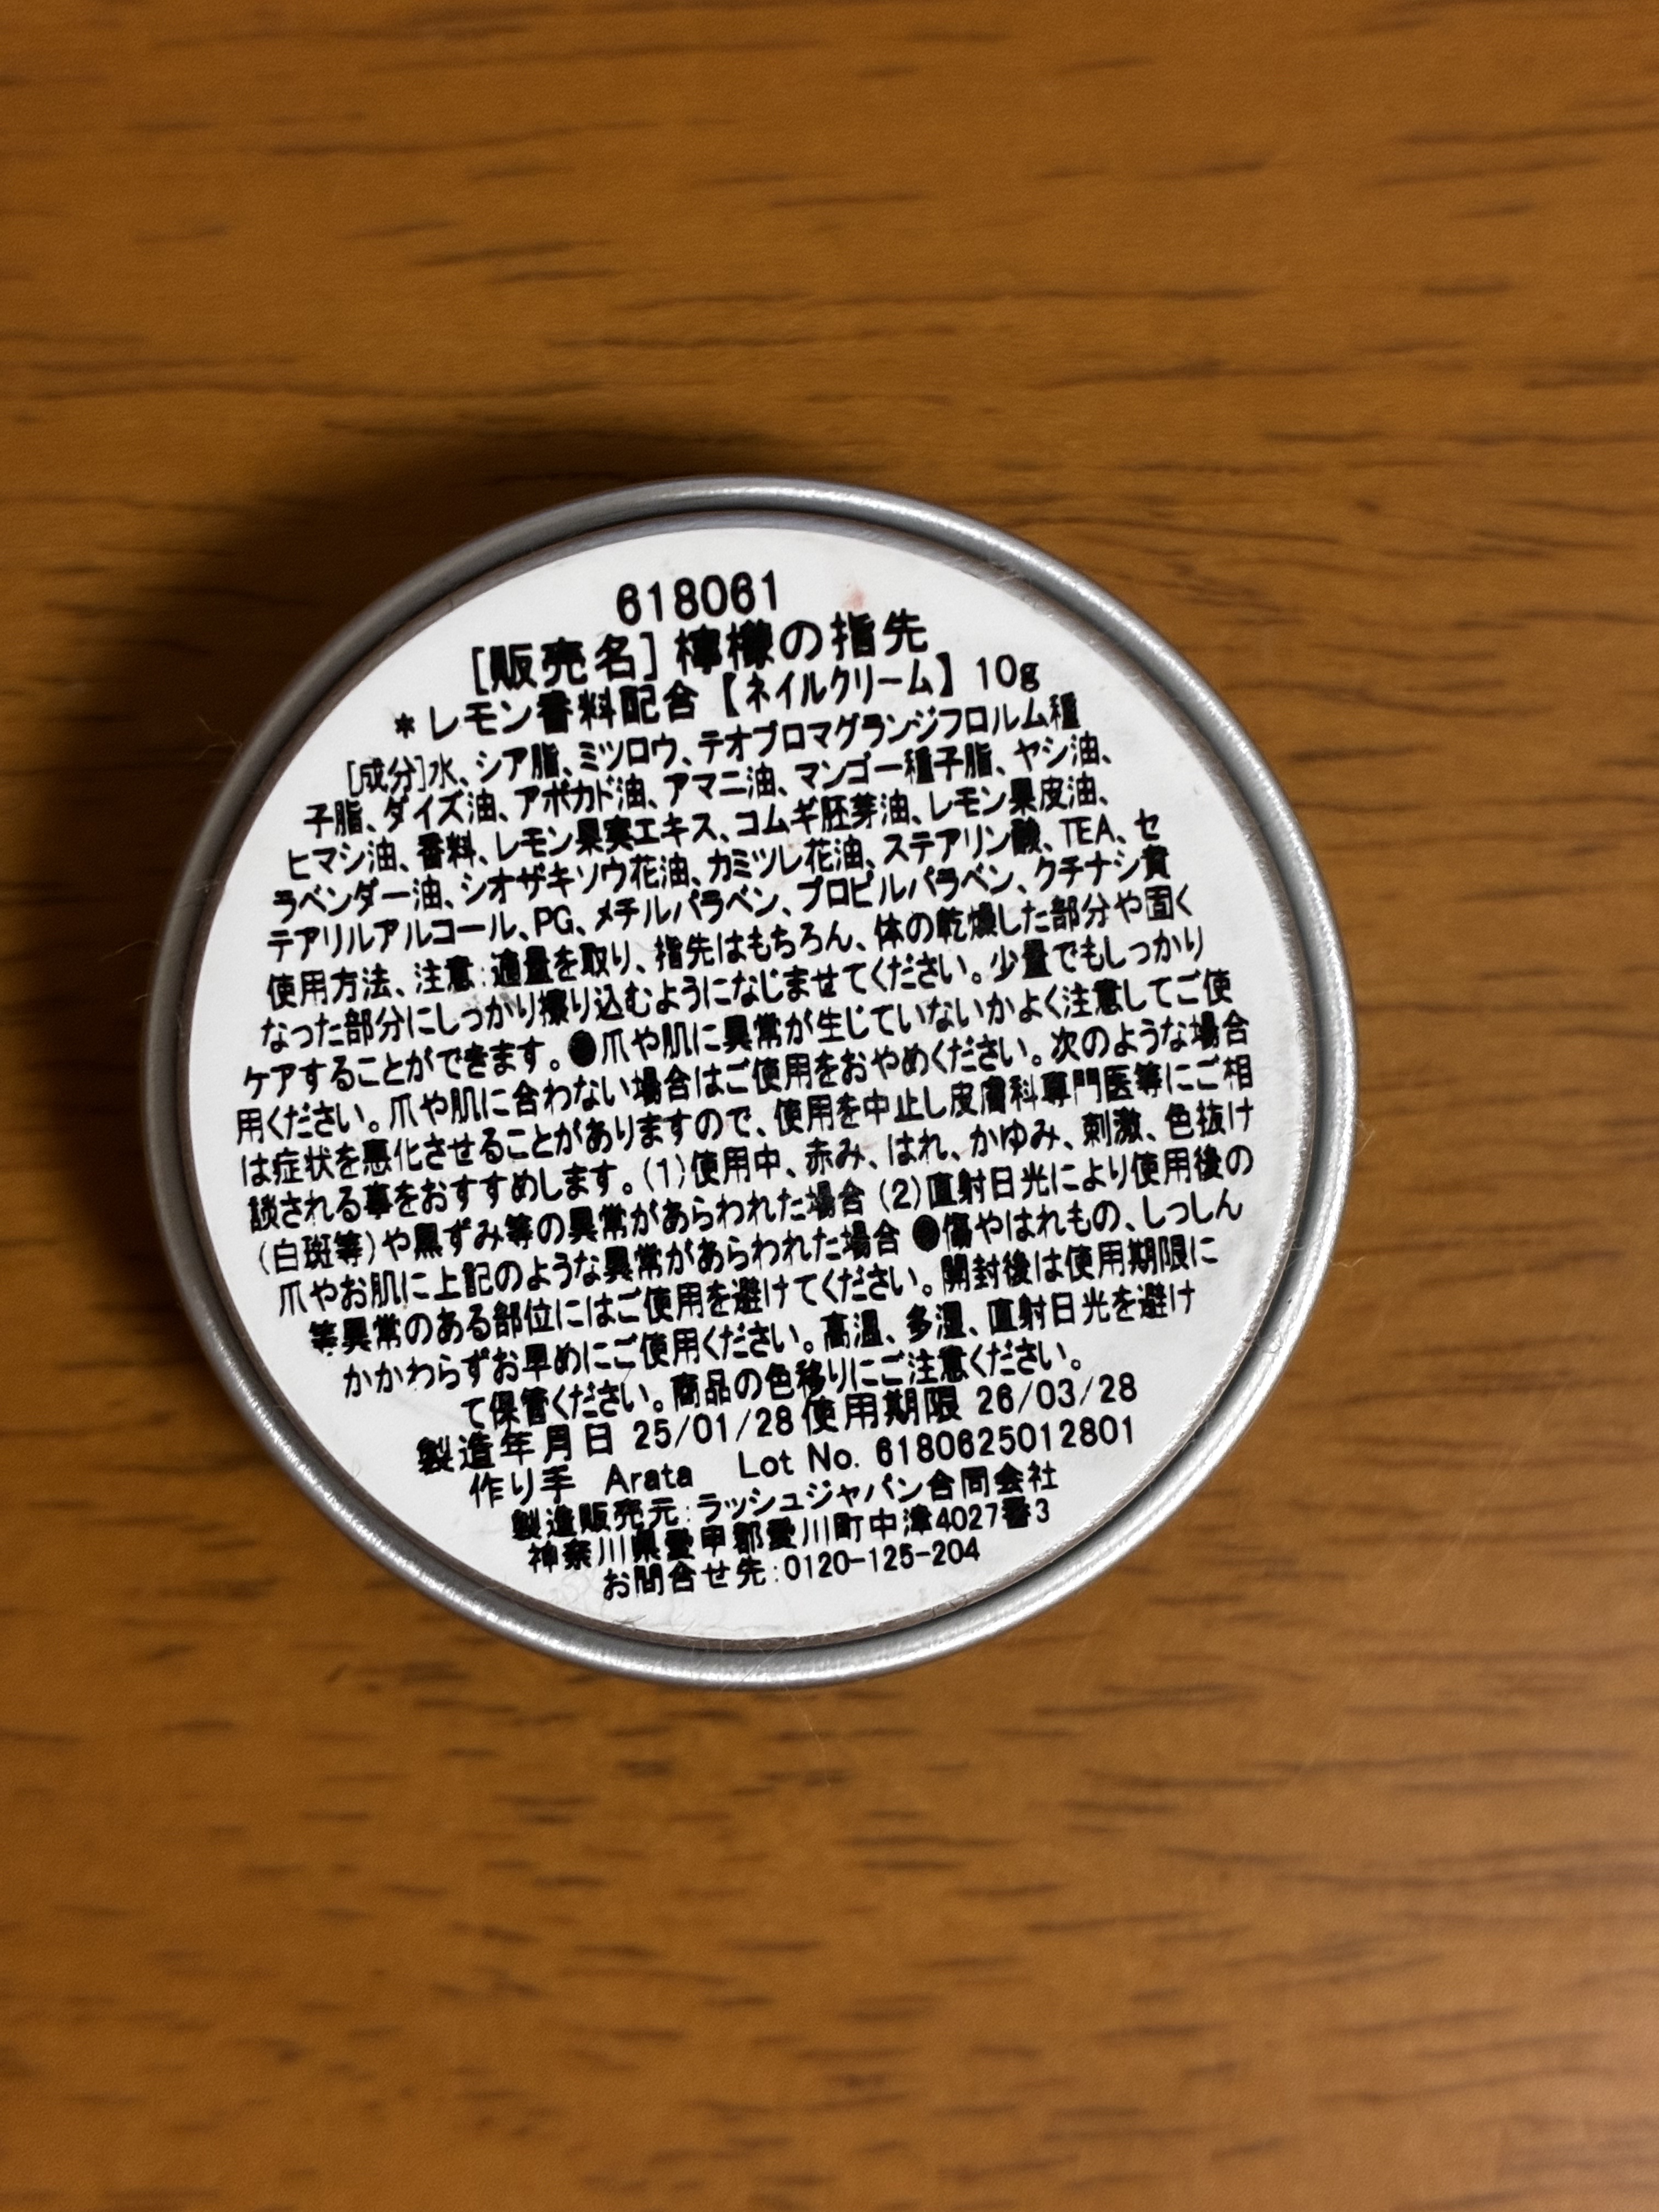 618061
[販売名] 檸檬の指先
*レモン香料配合【ネイルクリーム】10g
[成分]水、シア脂、ミツロウ、テオブロマグランジフロルム種
子脂、ダイズ油、アボカド油、アマニ油、マンゴー種子脂、ヤシ油、
ヒマシ油、香料、レモン果実エキス、コムギ胚芽油、レモン果皮油、
ラベンダー油、シオザキソウ花油、カミツレ花油、ステアリン酸、TEA、セ
テアリルアルコール、PG、メチルパラベン、プロピルパラベン、クチナシ黄
使用方法、注意:適量を取り、指先はもちろん、体の乾燥した部分や固く
なった部分にしっかり擦り込むようになじませてください。少量でもしっかり
ケアすることができます。●爪や肌に異常が生じていないかよく注意してご使
用ください。爪や肌に合わない場合はご使用をおやめください。次のような場合
は症状を悪化させることがありますので、使用を中止し皮膚科専門医等にご相
談される事をおすすめします。(1)使用中、赤み、はれ、かゆみ、刺激、色抜け
(白斑等)や黒ずみ等の異常があらわれた場合 (2)直射日光により使用後の
爪やお肌に上記のような異常があらわれた場合 ●傷やはれもの、しっしん
等異常のある部位にはご使用を避けてください。開封後は使用期限に
かかわらずお早めにご使用ください。高温、多湿、直射日光を避け
て保管ください。商品の色移りにご注意ください。
製造年月日 25/01/28 使用期限 26/03/28
作り手 Arata Lot No. 6180625012801
製造販売元:ラッシュジャパン合同会社
神奈川県愛甲郡愛川町中津4027番3
お問合せ先:0120-125-204